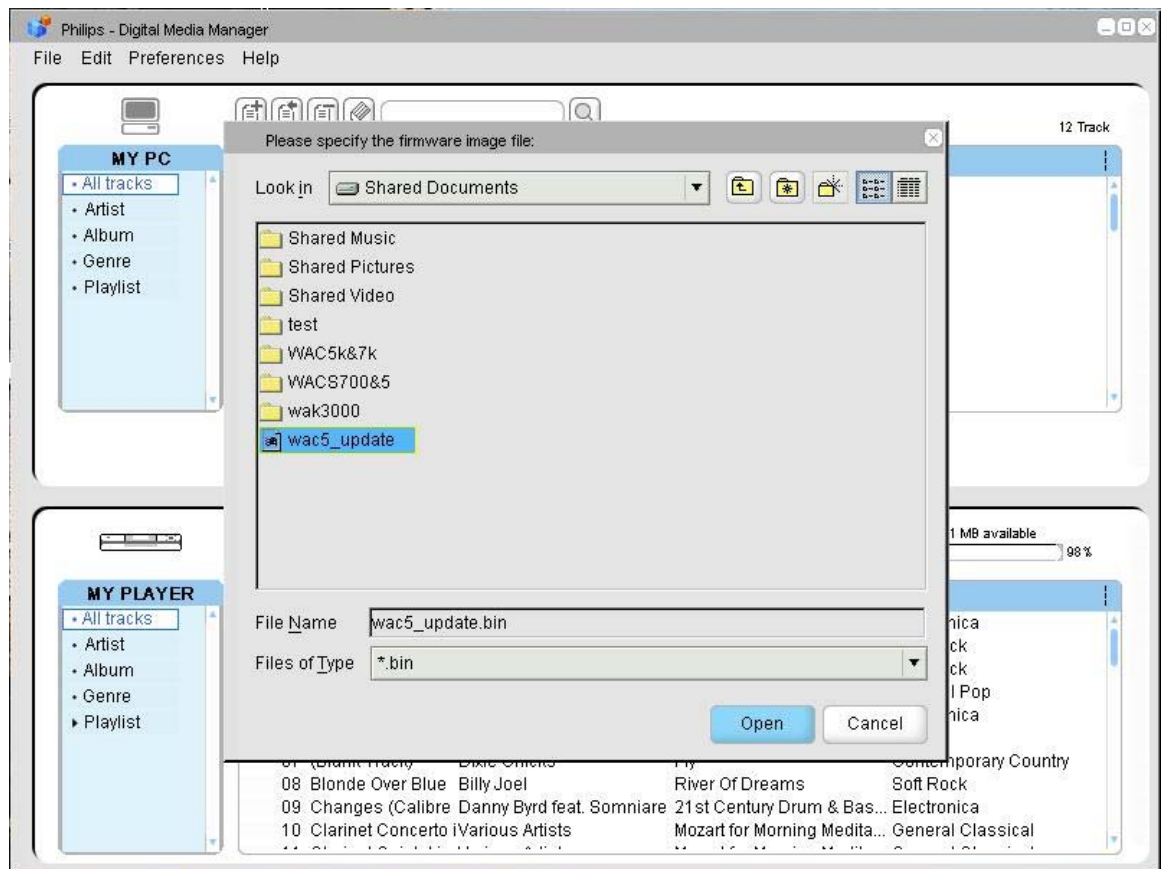 Philips - Digital Media Manager
File Edit Preferences Help
12 Track
Please specify the firmware image file:
MY PC
All tracks
Artist
Album
Genre
Playlist
Look in Shared Documents
Shared Music
Shared Pictures
Shared Video
test
WAC5k&7k
WACS700&5
wak3000
wac5_update
1 MB available
98%
MY PLAYER
All tracks
Artist
Album
Genre
Playlist
File Name wac5_update.bin
Files of Type *.bin
Open Cancel
nica
ck
ck
l Pop
nica
Country
08 Blonde Over Blue Billy Joel River Of Dreams Soft Rock
09 Changes (Calibre Danny Byrd feat. Somniare 21st Century Drum & Bas... Electronica
10 Clarinet Concerto i Various Artists Mozart for Morning Medita... General Classical